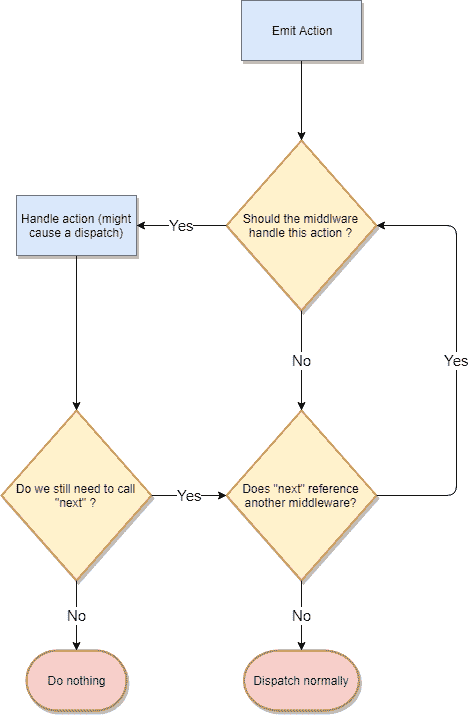 Emit Action
Should the middlware
handle this action ?
Yes
Handle action (might
cause a dispatch)
No
Yes
Do we still need to call
"next" ?
Yes
Does "next" reference
another middleware?
No
No
Do nothing
Dispatch normally